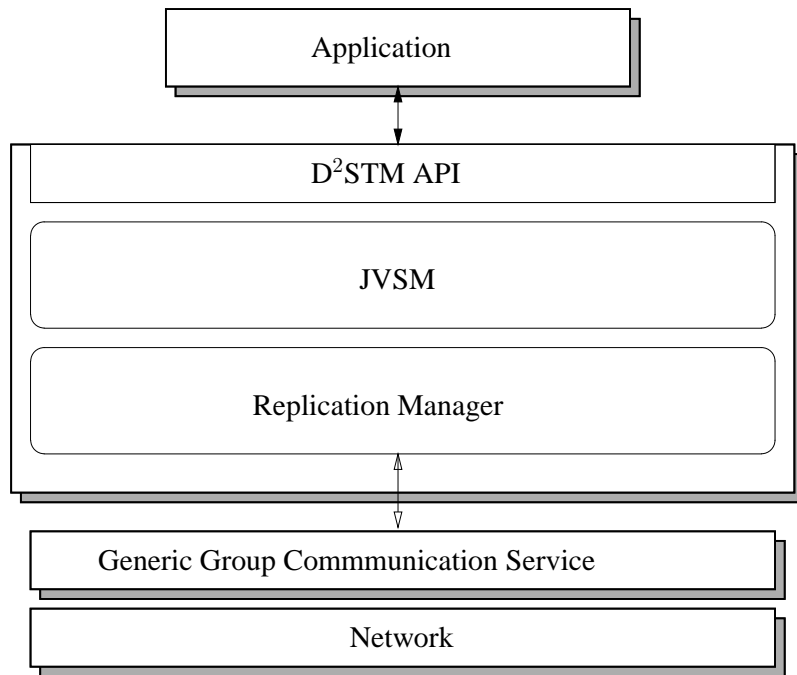 Application
D²STM API
JVSM
Replication Manager
Generic Group Commmunication Service
Network